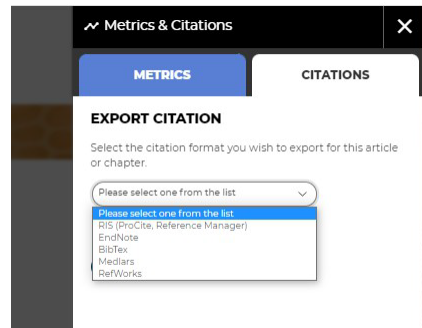 Metrics & Citations
METRICS
CITATIONS
EXPORT CITATION
Select the citation format you wish to export for this article
or chapter.
Please select one from the list
Please select one from the list
RIS (ProCite, Reference Manager)
EndNote
BibTex
Medlars
RefWorks